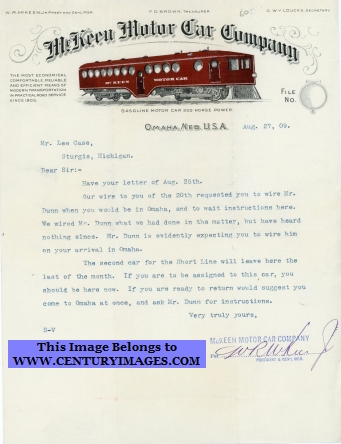 W. R. McKEEN, Jr. PREST. AND GENL. MGR.
F. D. BROWN, TREASURER
G. W. V. LOUCKS, SECRETARY
McKeen Motor Car Company
THE MOST ECONOMICAL
COMFORTABLE, RELIABLE
AND EFFICIENT MEANS OF
MODERN TRANSPORTATION
IN PRACTICAL ROAD SERVICE
SINCE 1905.
McKEEN MOTOR CAR
GASOLINE MOTOR CAR 200 HORSE POWER.
FILE
NO.
OMAHA, NEB. U.S.A. Aug. 27, 09.
Mr. Lee Case,
Sturgis, Michigan.
Dear Sir:-
Have your letter of Aug. 25th.
Our wire to you of the 20th requested you to wire Mr.
Dunn when you would be in Omaha, and to wait instructions here.
We wired Mr. Dunn what we had done in the matter, but have heard
nothing since. Mr. Dunn is evidently expecting you to wire him
on your arrival in Omaha.
The second car for the Short Line will leave here the
last of the month. If you are to be assigned to this car, you
should be here now. If you are ready to return would suggest you
come to Omaha at once, and ask Mr. Dunn for instructions.
Very truly yours,
S-V
McKEEN MOTOR CAR COMPANY
PRESIDENT & GENL. MGR.
This Image Belongs to
WWW.CENTURYIMAGES.COM